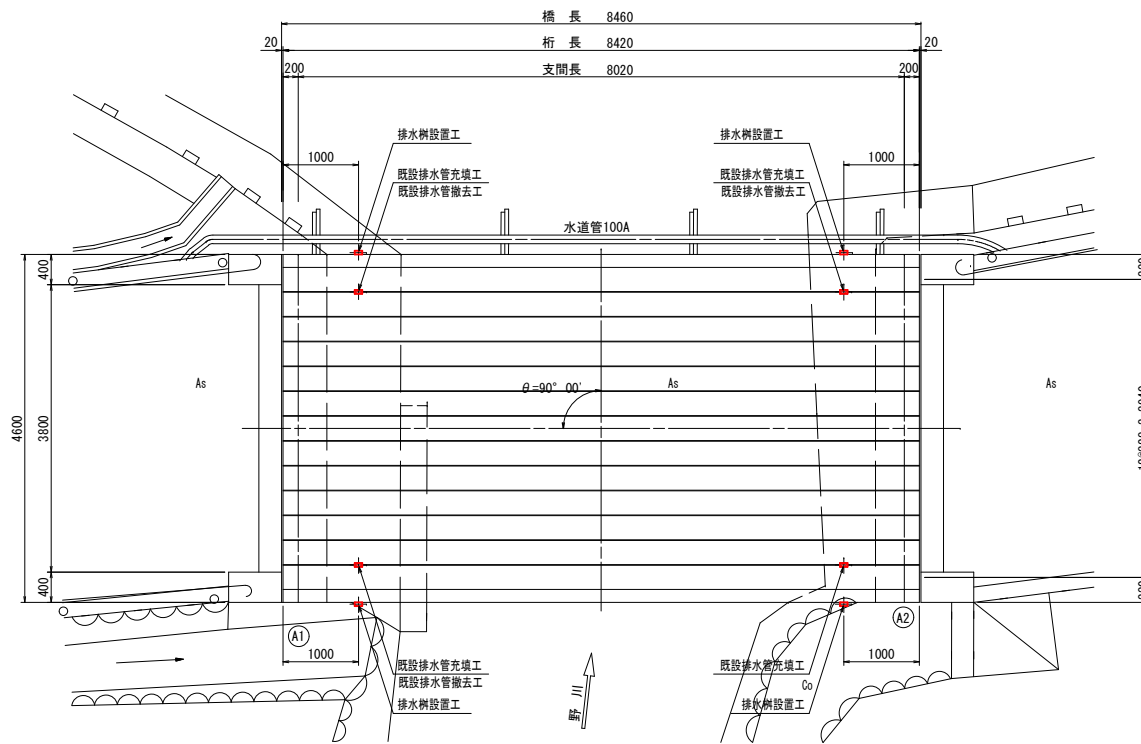 橋 長 8460
20 桁 長 8420 20
200 支間長 8020 200
排水桝設置工 排水桝設置工
1000 1000
既設排水管充填工 既設排水管充填工
既設排水管撤去工 既設排水管撤去工
水道管100A
400
As θ=90° 00' As As
4600 3800
400
A1 A2
1000 1000
既設排水管充填工 既設排水管充填工
既設排水管撤去工 Co
排水桝設置工 排水桝設置工
野 川